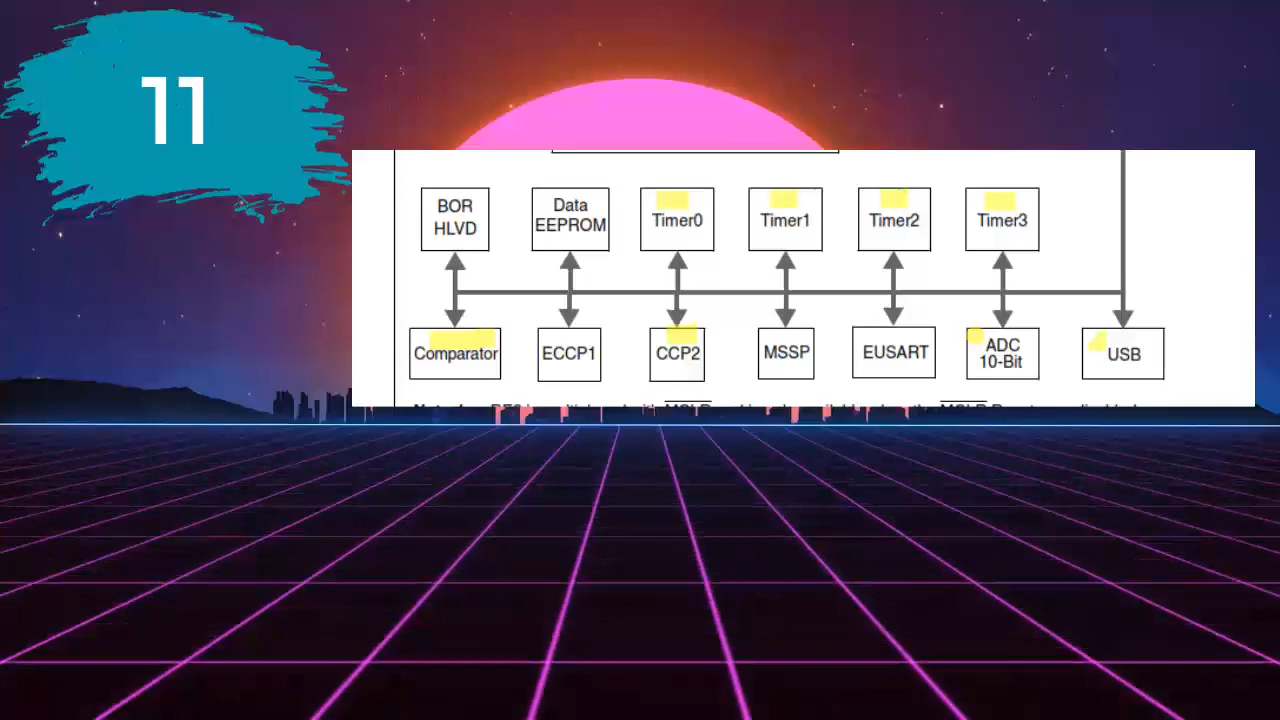 11
BOR
HLVD
Data
EEPROM
Timer0
Timer1
Timer2
Timer3
Comparator
ECCP1
CCP2
MSSP
EUSART
ADC
10-Bit
USB